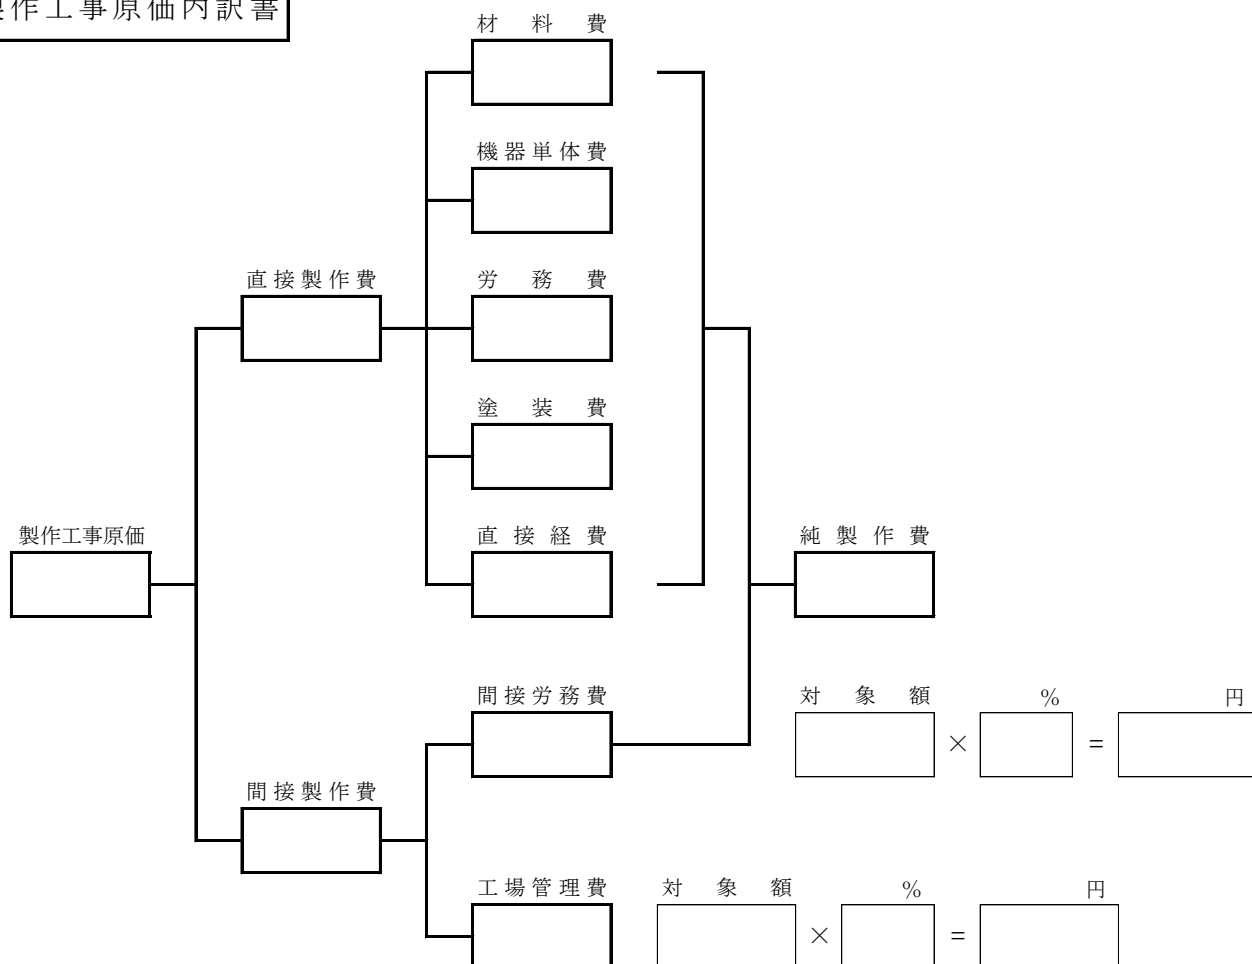 製作工事原価内訳書
材料費
機器単体費
直接製作費
労務費
塗装費
製作工事原価
直接経費
純製作費
間接労務費
対象額
%
円
×
=
間接製作費
工場管理費
対象額
%
円
×
=